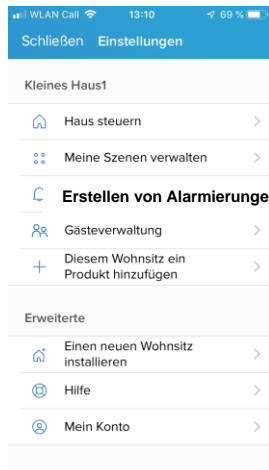 WLAN Call 13:10 69 %
Schließen Einstellungen
Kleines Haus1
Haus steuern
Meine Szenen verwalten
Erstellen von Alarmierunge
Gästeverwaltung
Diesem Wohnsitz ein
Produkt hinzufügen
Erweiterte
Einen neuen Wohnsitz
installieren
Hilfe
Mein Konto